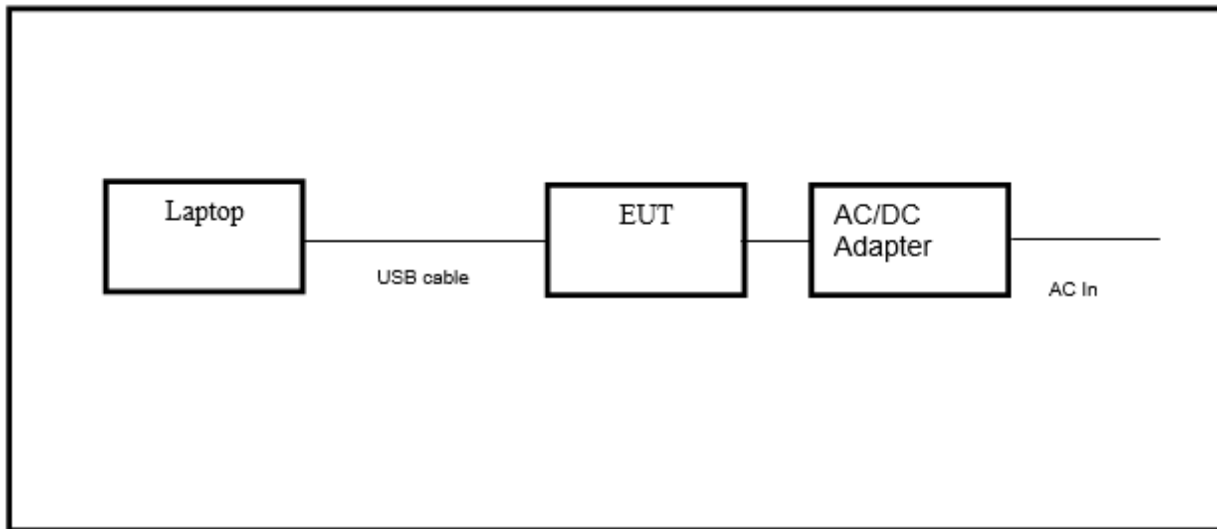 Laptop
USB cable
EUT
AC/DC
Adapter
AC In